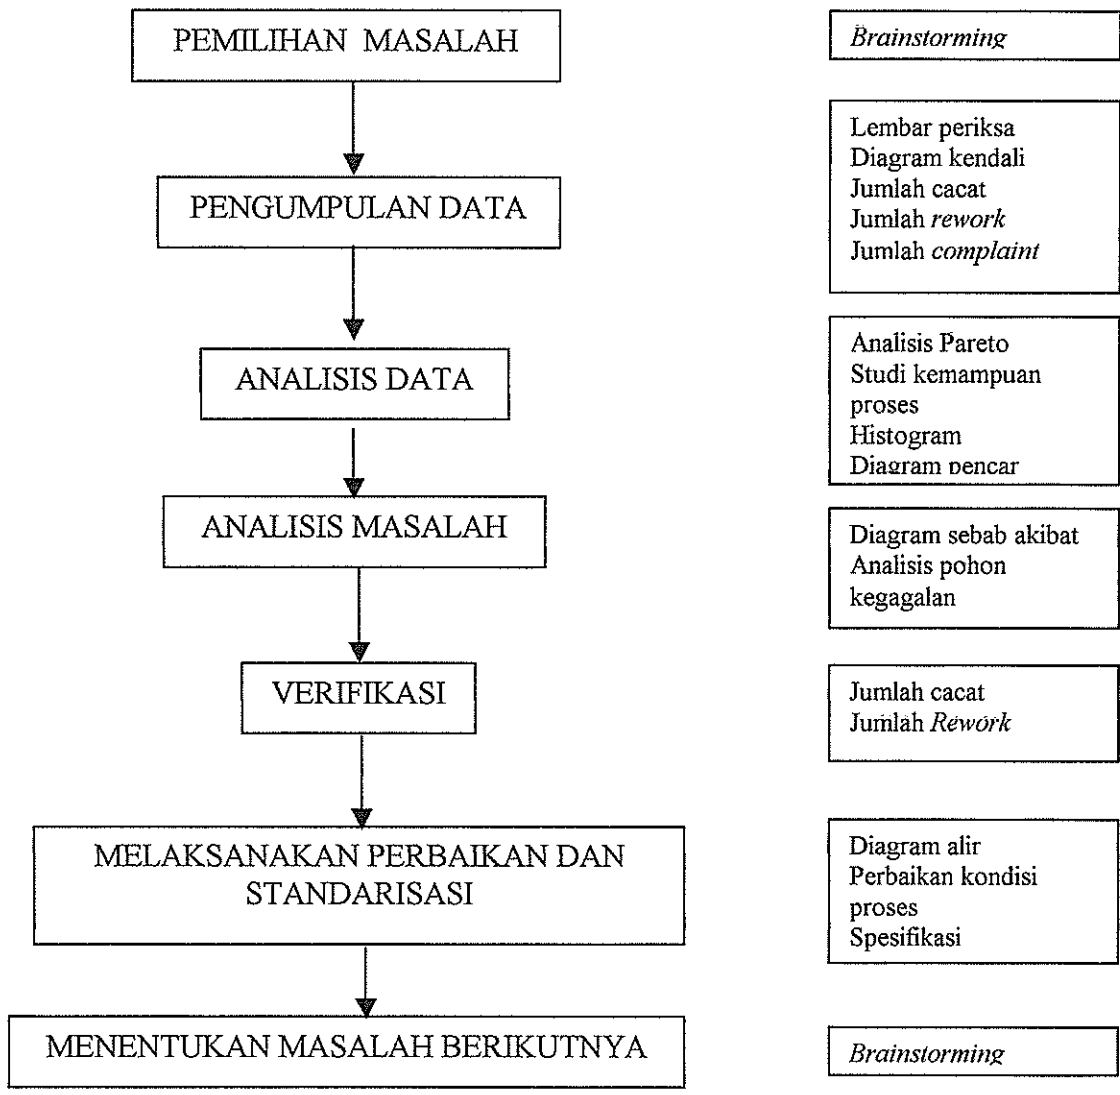 PEMILIHAN MASALAH
Brainstorming
PENGUMPULAN DATA
Lembar periksa
Diagram kendali
Jumlah cacat
Jumlah rework
Jumlah complaint
ANALISIS DATA
Analisis Pareto
Studi kemampuan
proses
Histogram
Diagram pencar
ANALISIS MASALAH
Diagram sebab akibat
Analisis pohon
kegagalan
VERIFIKASI
Jumlah cacat
Jumlah Rework
MELAKSANAKAN PERBAIKAN DAN
STANDARISASI
Diagram alir
Perbaikan kondisi
proses
Spesifikasi
MENENTUKAN MASALAH BERIKUTNYA
Brainstorming